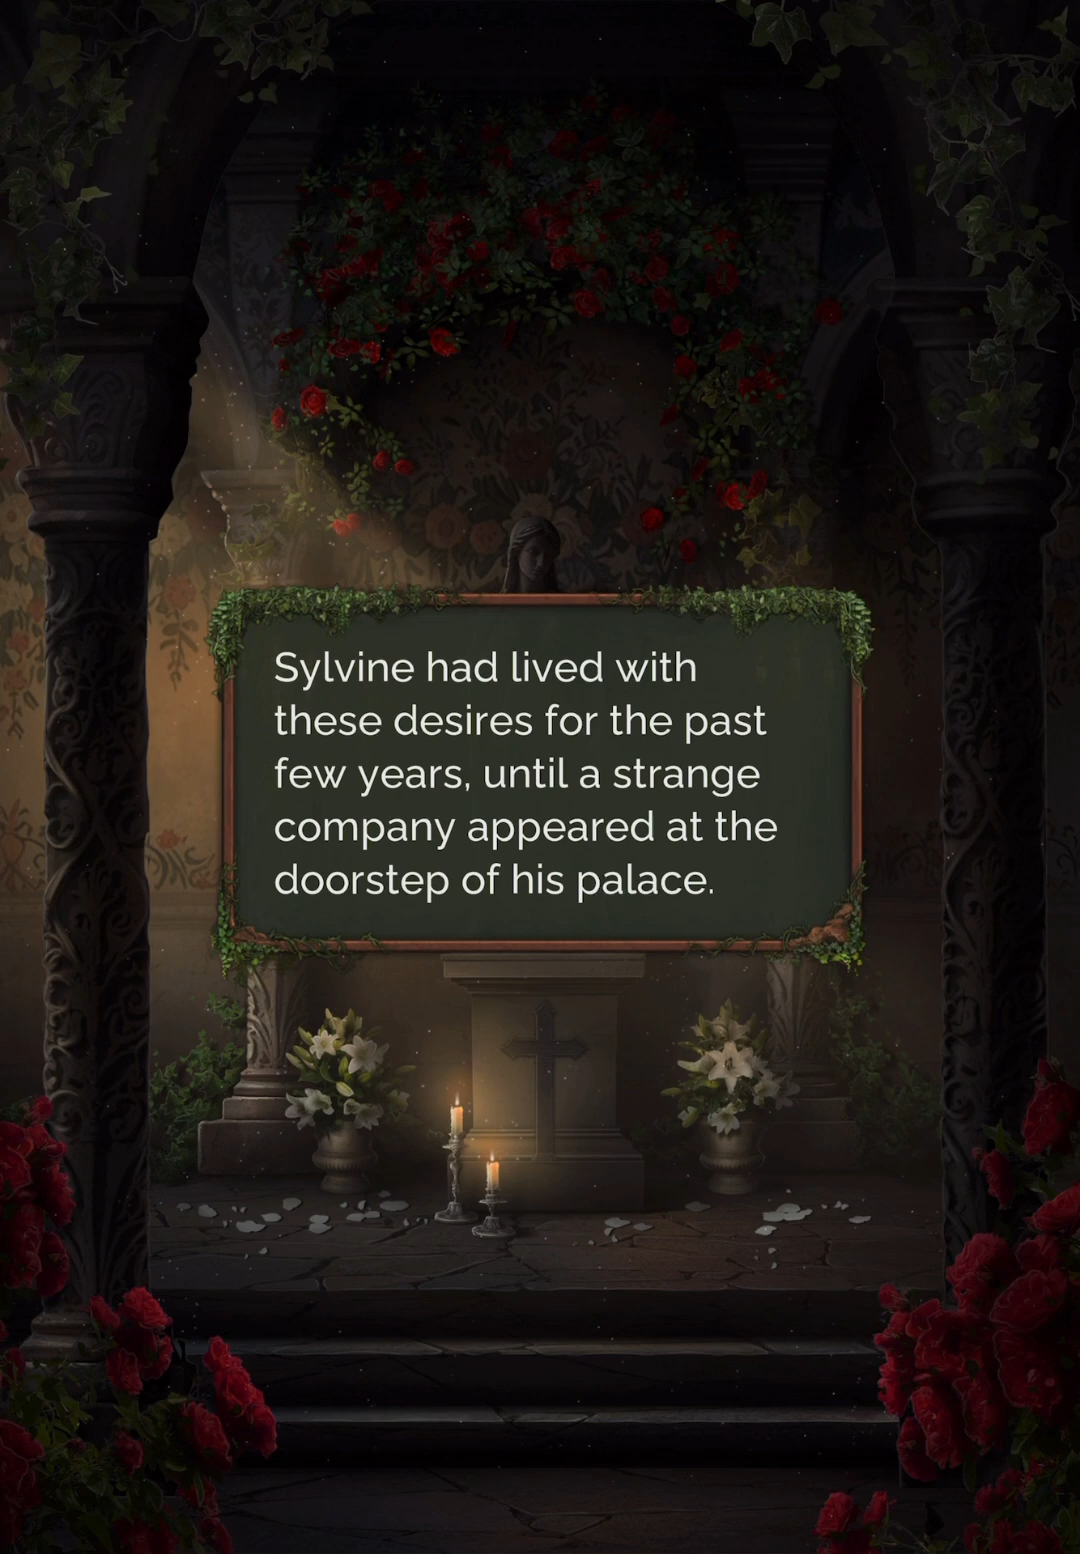 Sylvine had lived with
these desires for the past
few years, until a strange
company appeared at the
doorstep of his palace.